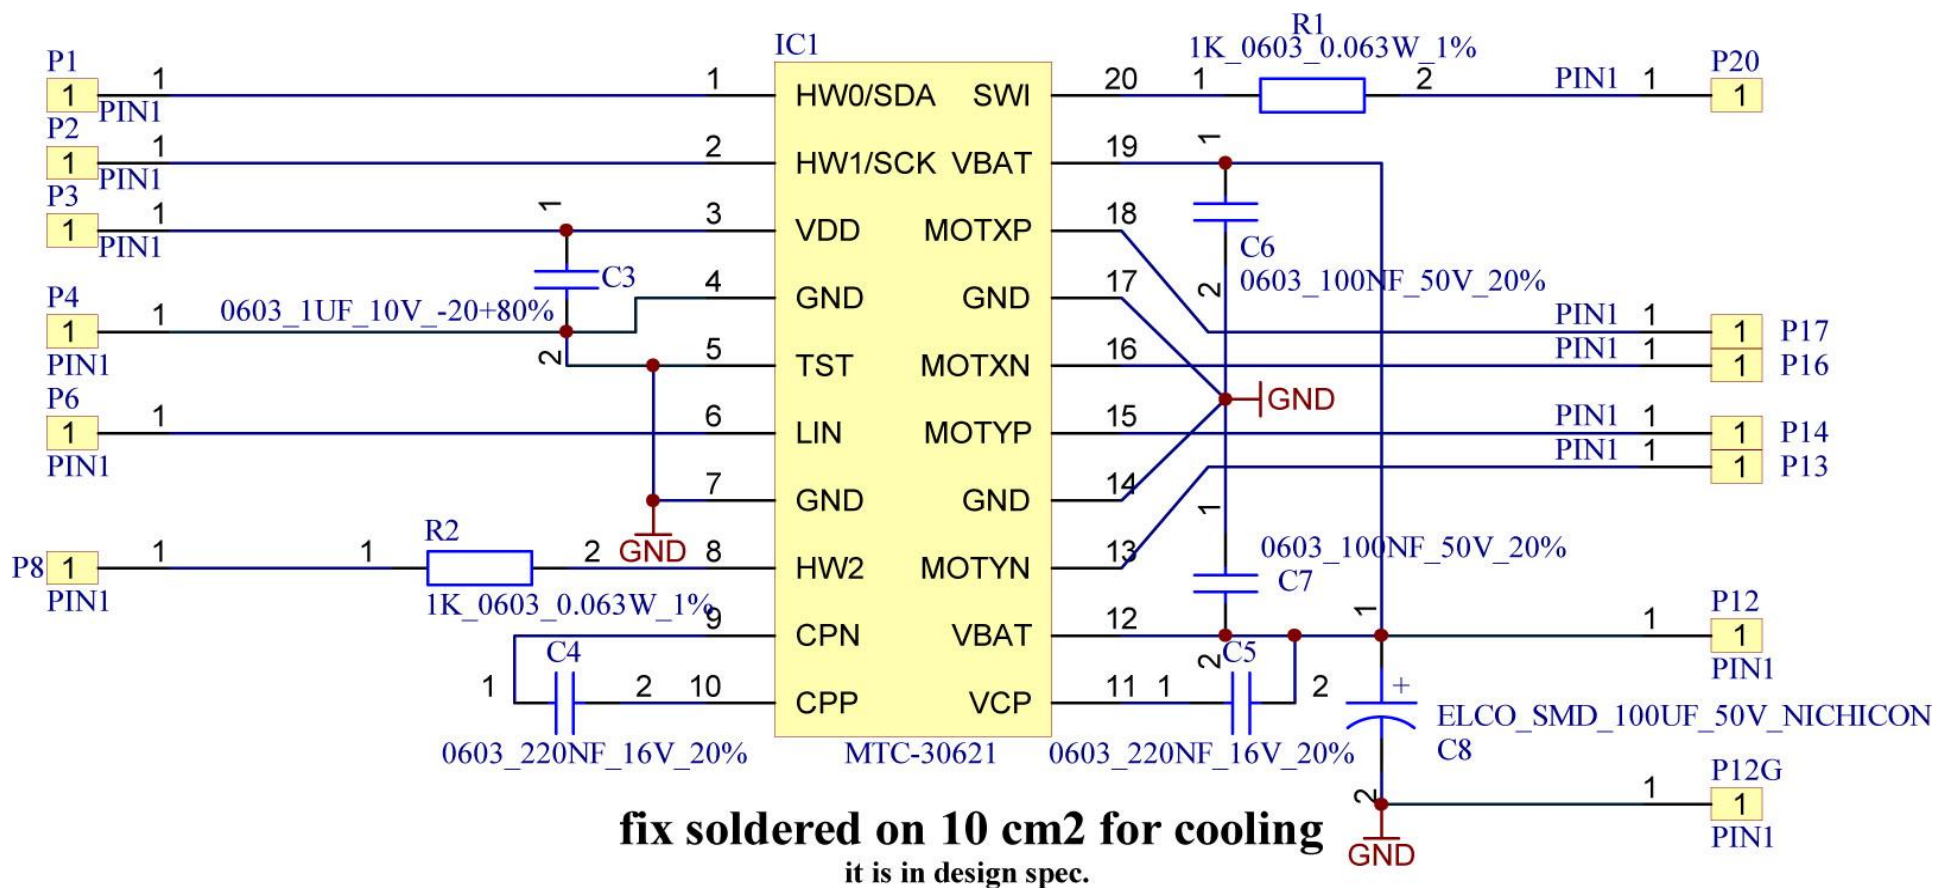 R1
IC1
1K_0603_0.063W_1%
P1
P20
1
1
20
1
2
PIN1
1
1
HW0/SDA
SWI
1
PIN1
P2
1
2
19
1
1
HW1/SCK
VBAT
PIN1
P3
1
1
3
18
1
VDD
MOTXP
PIN1
C6
C3
4
17
2
0603_100NF_50V_20%
P4
GND
GND
1
0603_1UF_10V_-20+80%
PIN1
1
1
1
P17
2
5
16
PIN1
1
PIN1
TST
MOTXN
1
P16
P6
GND
1
6
15
PIN1
1
1
LIN
MOTYP
1
P14
PIN1
1
PIN1
1
P13
7
14
GND
GND
1
R2
1
1
2
GND
8
13
0603_100NF_50V_20%
P8
1
HW2
MOTYN
C7
PIN1
1K_0603_0.063W_1%
9
12
1
1
P12
CPN
VBAT
1
C4
2
C5
PIN1
1
2
10
11
1
2
+
CPP
VCP
ELCO_SMD_100UF_50V_NICHICON
0603_220NF_16V_20%
MTC-30621
0603_220NF_16V_20%
C8
P12G
2
1
1
fix soldered on 10 cm2 for cooling
PIN1
GND
it is in design spec.